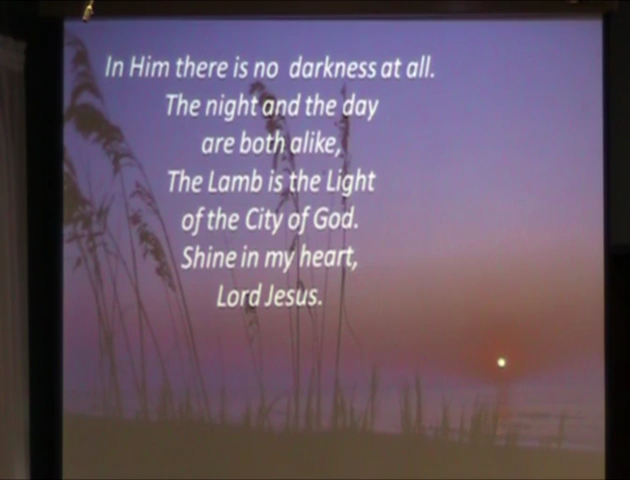 In Him there is no darkness at all.
The night and the day
are both alike,
The Lamb is the Light
of the City of God.
Shine in my heart,
Lord Jesus.